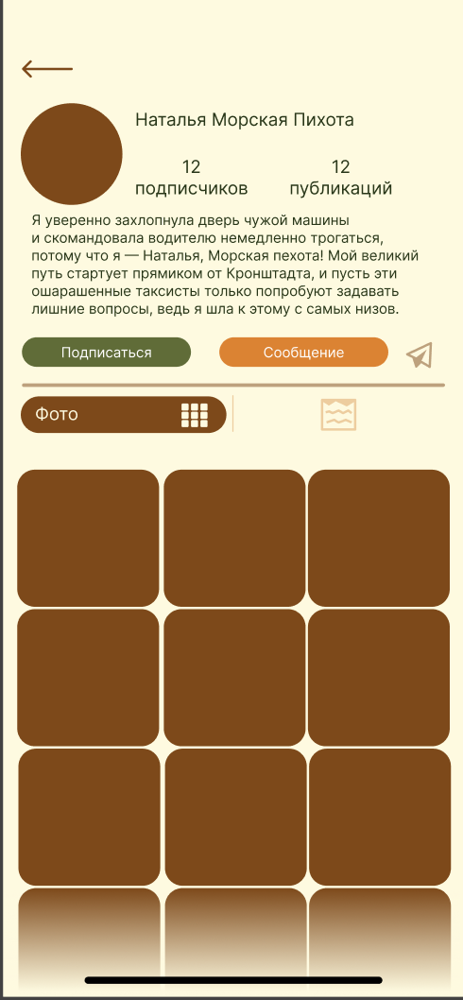 Наталья Морская Пихота
12
подписчиков
12
публикаций
Я уверенно захлопнула дверь чужой машины
и скомандовала водителю немедленно трогаться,
потому что я — Наталья, Морская пехота! Мой великий
путь стартует прямиком от Кронштадта, и пусть эти
ошарашенные таксисты только попробуют задавать
лишние вопросы, ведь я шла к этому с самых низов.
Подписаться
Сообщение
Фото